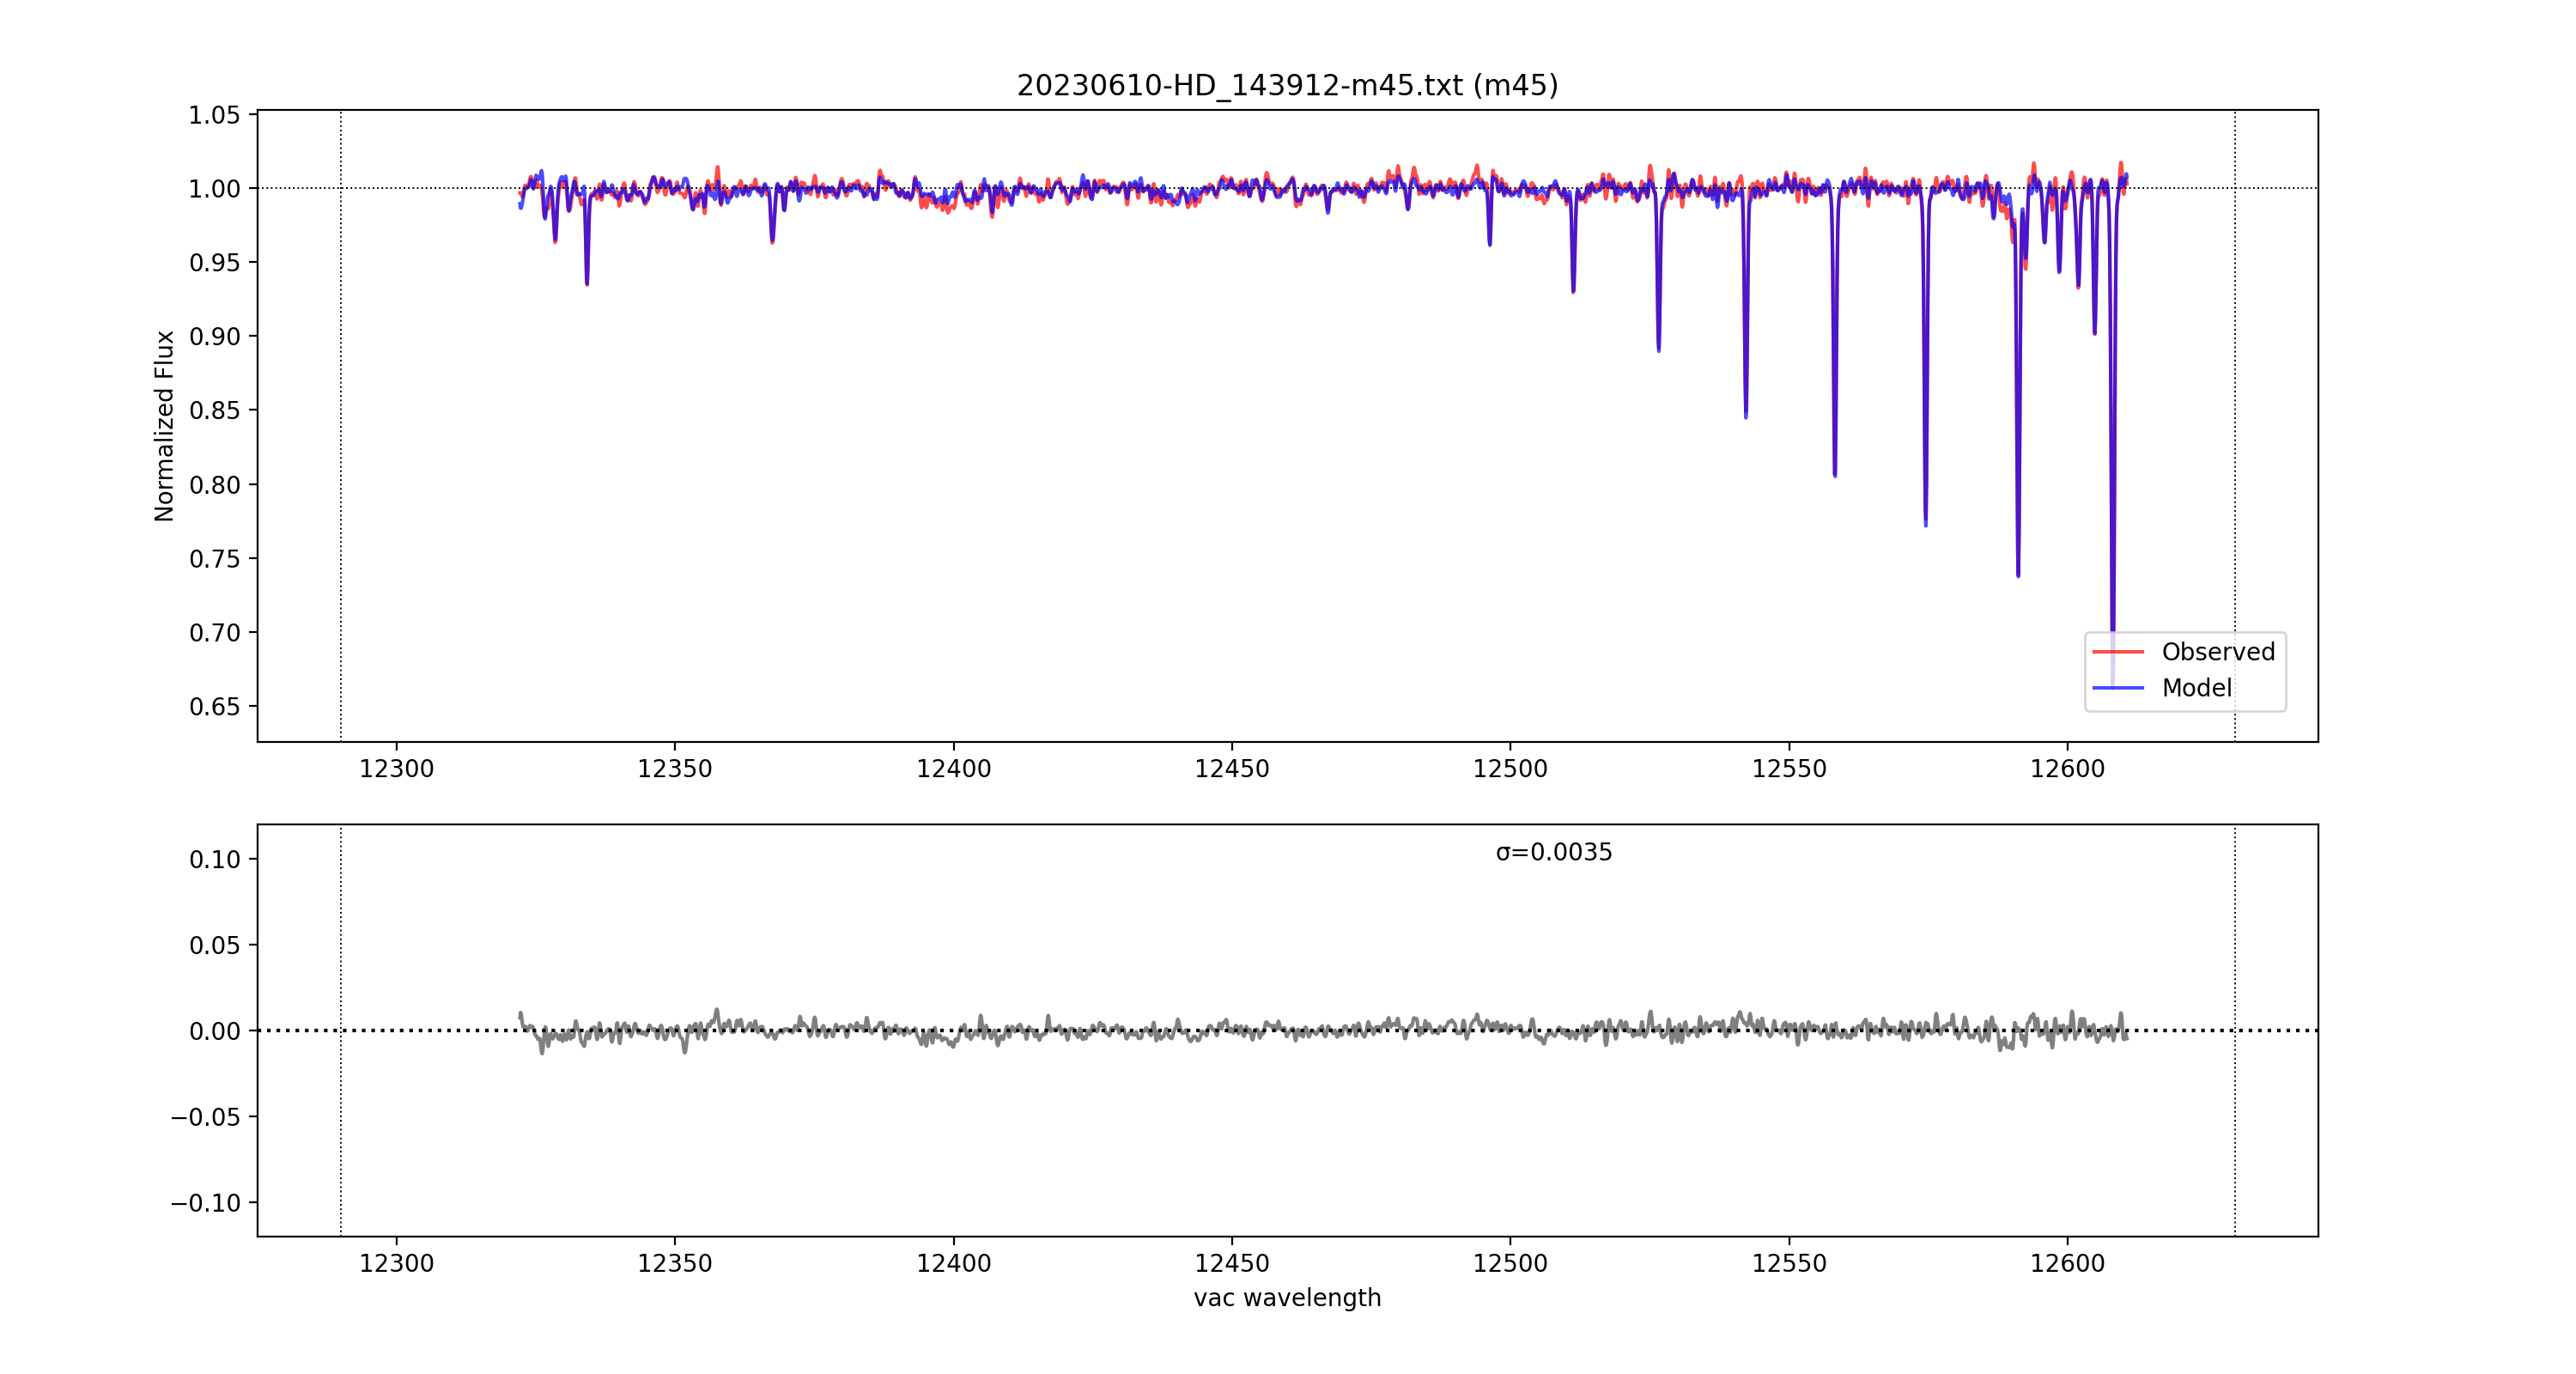 20230610-HD_143912-m45.txt (m45)
1.05
1.00
0.95
0.90
0.85
0.80
0.75
0.70
0.65
Normalized Flux
Observed
Model
12300 12350 12400 12450 12500 12550 12600
σ=0.0035
0.10
0.05
0.00
−0.05
−0.10
12300 12350 12400 12450 12500 12550 12600
vac wavelength